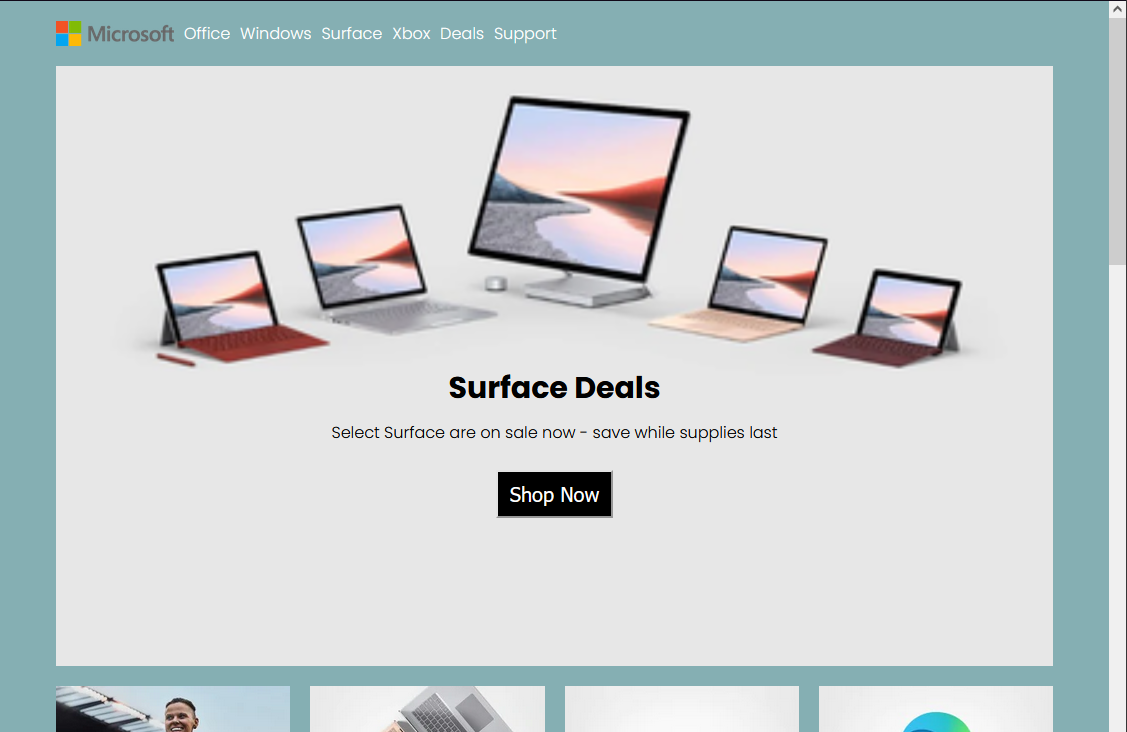 Microsoft Office Windows Surface Xbox Deals Support
Surface Deals
Select Surface are on sale now - save while supplies last
Shop Now